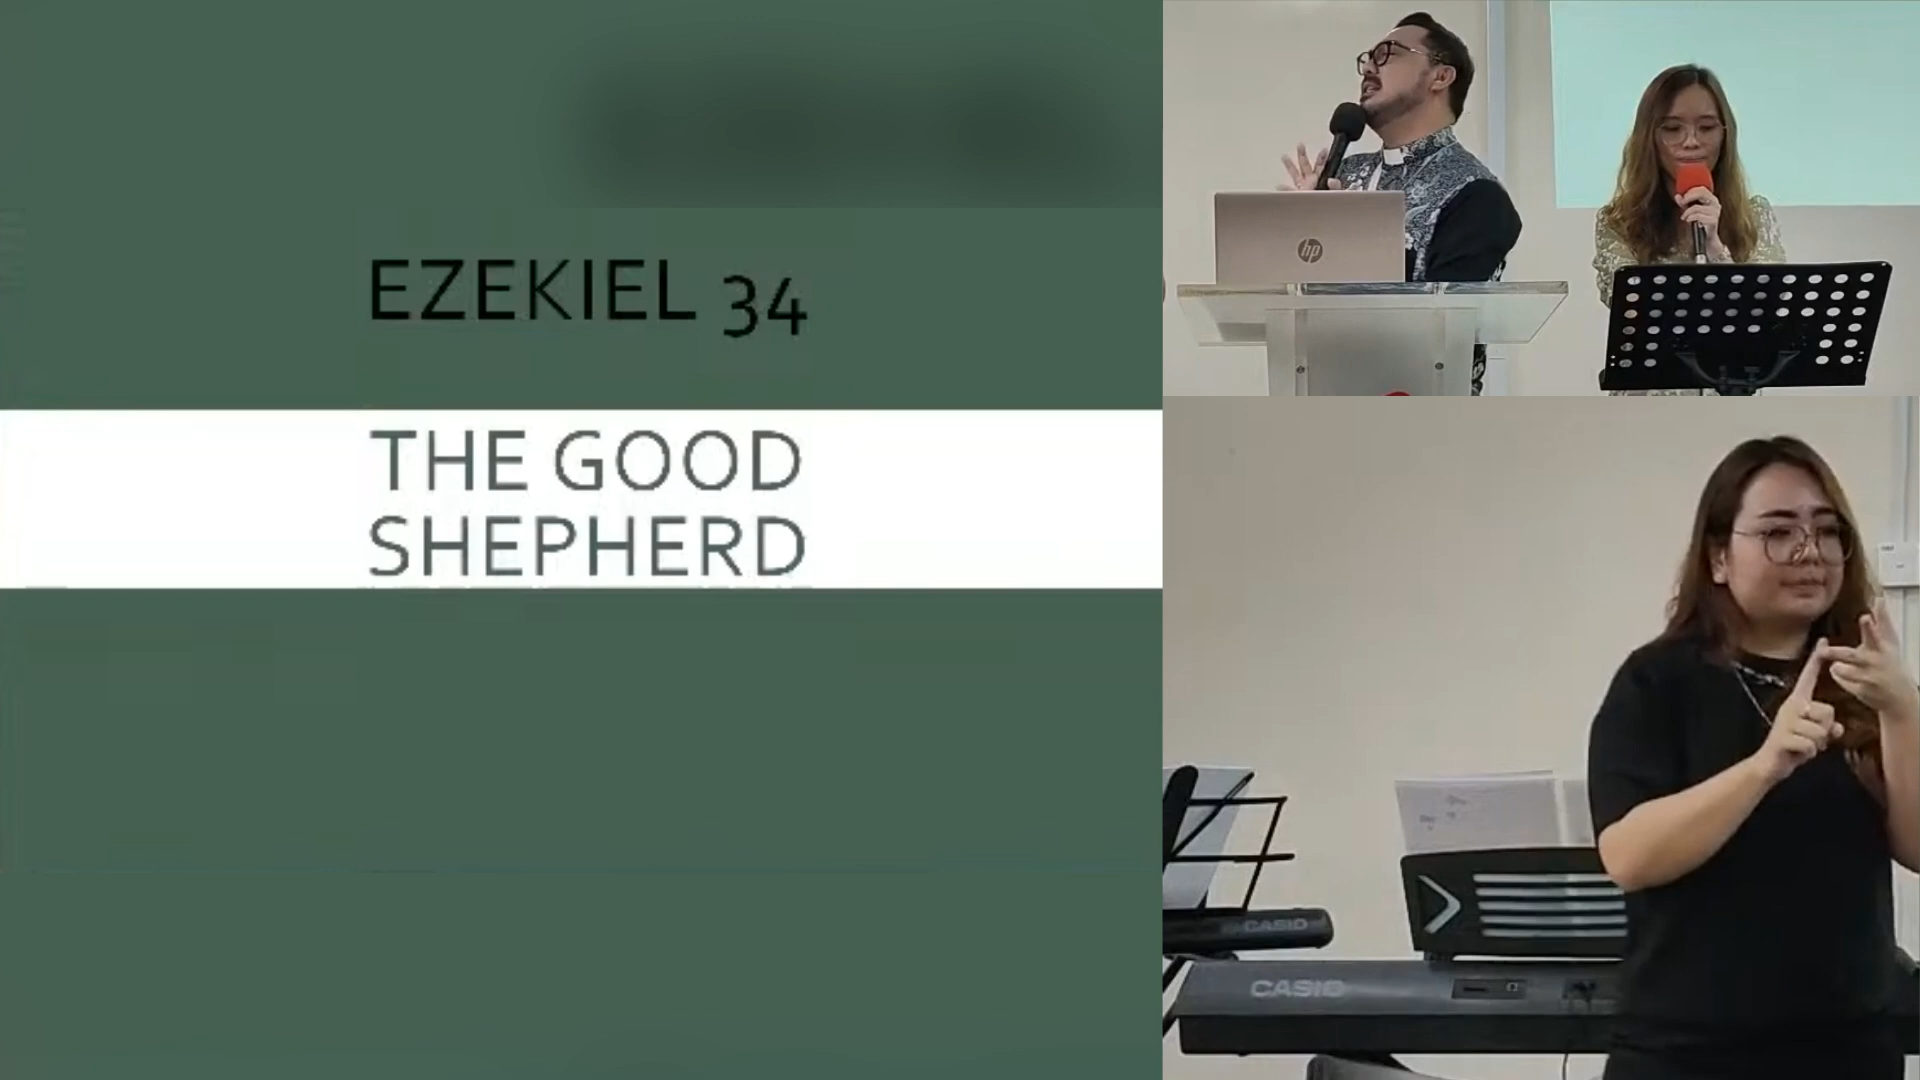 EZEKIEL 34
THE GOOD
SHEPHERD
hp
CASIO
CASIO